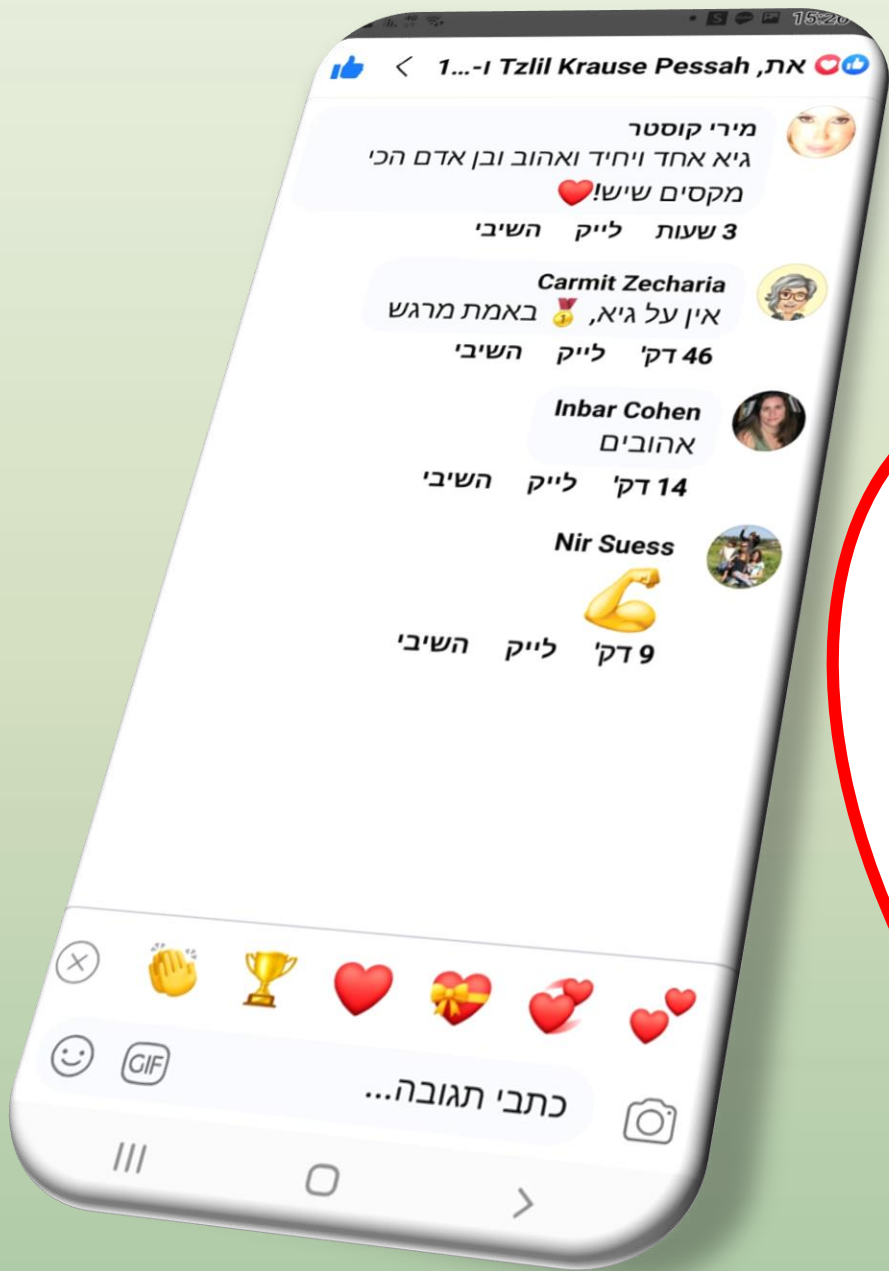 15:26
את, Tzlil Krause Pessah ו-1...
מירי קוסטר
גיא אחד ויחיד ואהוב ובן אדם הכי
מקסים שיש!❤️
3 שעות לייק השיבי
Carmit Zecharia
אין על גיא, 🥇 באמת מרגש
46 דק' לייק השיבי
Inbar Cohen
אהובים
14 דק' לייק השיבי
Nir Suess
💪
9 דק' לייק השיבי
כתבי תגובה...
GIF